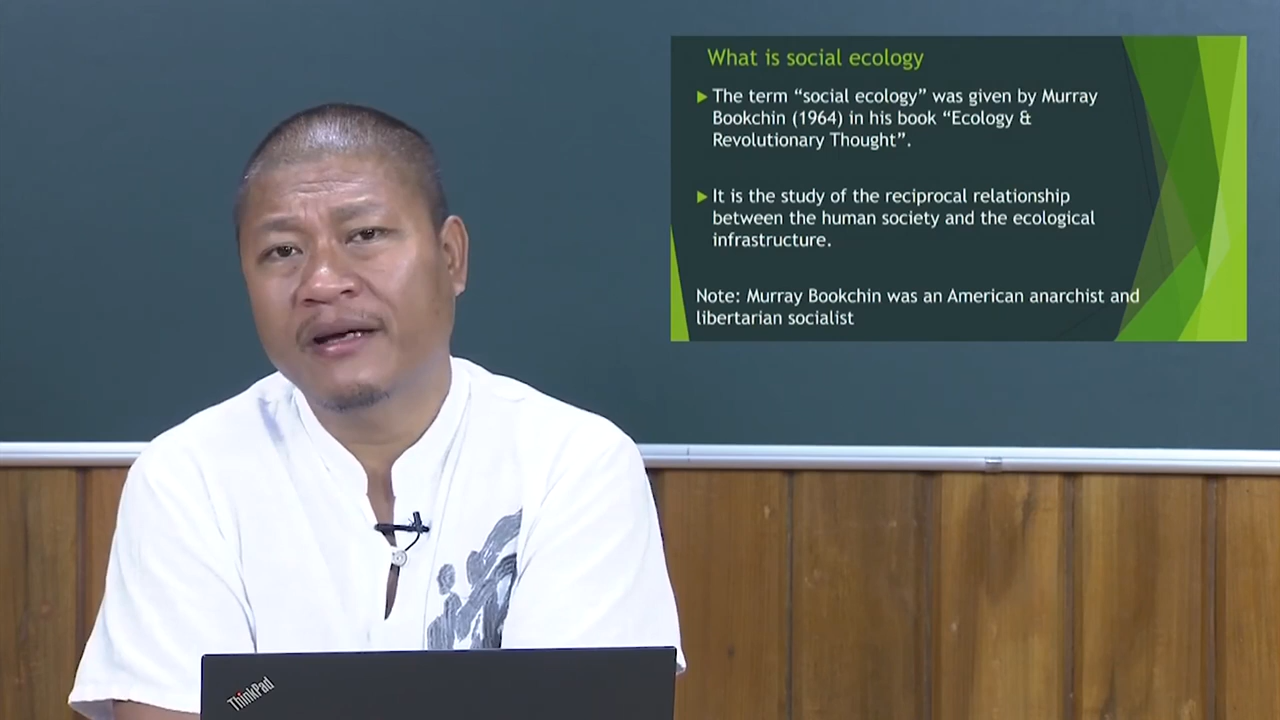 What is social ecology
The term “social ecology” was given by Murray
Bookchin (1964) in his book “Ecology &
Revolutionary Thought”.
It is the study of the reciprocal relationship
between the human society and the ecological
infrastructure.
Note: Murray Bookchin was an American anarchist and
libertarian socialist
ThinkPad